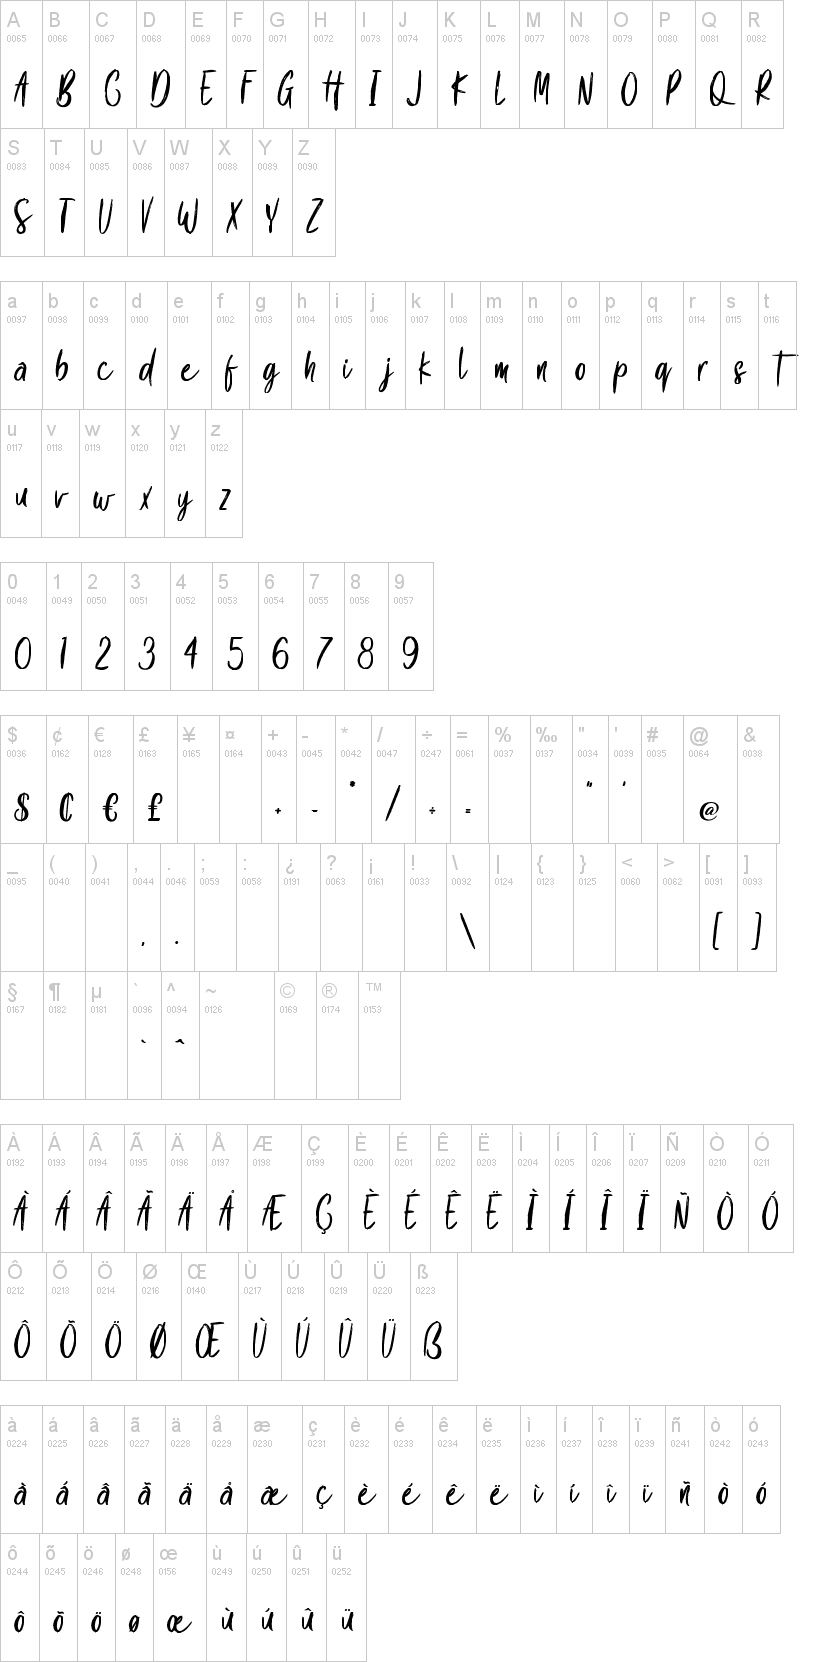 A B C D E F G H I J K L M N O P Q R
0065 0066 0067 0068 0069 0070 0071 0072 0073 0074 0075 0076 0077 0078 0079 0080 0081 0082
A B C D E F G H I J K L M N O P Q R
S T U V W X Y Z
0083 0084 0085 0086 0087 0088 0089 0090
S T U V W X Y Z
a b c d e f g h i j k l m n o p q r s t
0097 0098 0099 0100 0101 0102 0103 0104 0105 0106 0107 0108 0109 0110 0111 0112 0113 0114 0115 0116
a b c d e f g h i j k l m n o p q r s t
u v w x y z
0117 0118 0119 0120 0121 0122
u v w x y z
0 1 2 3 4 5 6 7 8 9
0048 0049 0050 0051 0052 0053 0054 0055 0056 0057
0 1 2 3 4 5 6 7 8 9
$ ¢ € £ ¥ ¤ + - * / ÷ = % ‰ " ' # @ &
0036 0162 0128 0163 0165 0164 0043 0045 0042 0047 0247 0061 0037 0137 0034 0039 0035 0064 0038
$ ¢ € £ + - * / ÷ = " ' @
_ ( ) , . ; : ¿ ? ¡ ! \ | { } < > [ ]
0095 0040 0041 0044 0046 0059 0058 0191 0063 0161 0033 0092 0124 0123 0125 0060 0062 0091 0093
, . \ [ ]
§ ¶ µ ` ^ ~ © ® ™
0167 0182 0181 0096 0094 0126 0169 0174 0153
` ^
À Á Â Ã Ä Å Æ Ç È É Ê Ë Ì Í Î Ï Ñ Ò Ó
0192 0193 0194 0195 0196 0197 0198 0199 0200 0201 0202 0203 0204 0205 0206 0207 0209 0210 0211
À Á Â Ã Ä Å Æ Ç È É Ê Ë Ì Í Î Ï Ñ Ò Ó
Ô Õ Ö Ø Œ Ù Ú Û Ü ß
0212 0213 0214 0216 0140 0217 0218 0219 0220 0223
Ô Õ Ö Ø Œ Ù Ú Û Ü ß
à á â ã ä å æ ç è é ê ë ì í î ï ñ ò ó
0224 0225 0226 0227 0228 0229 0230 0231 0232 0233 0234 0235 0236 0237 0238 0239 0241 0242 0243
à á â ã ä å æ ç è é ê ë ì í î ï ñ ò ó
ô õ ö ø œ ù ú û ü
0244 0245 0246 0248 0156 0249 0250 0251 0252
ô õ ö ø œ ù ú û ü